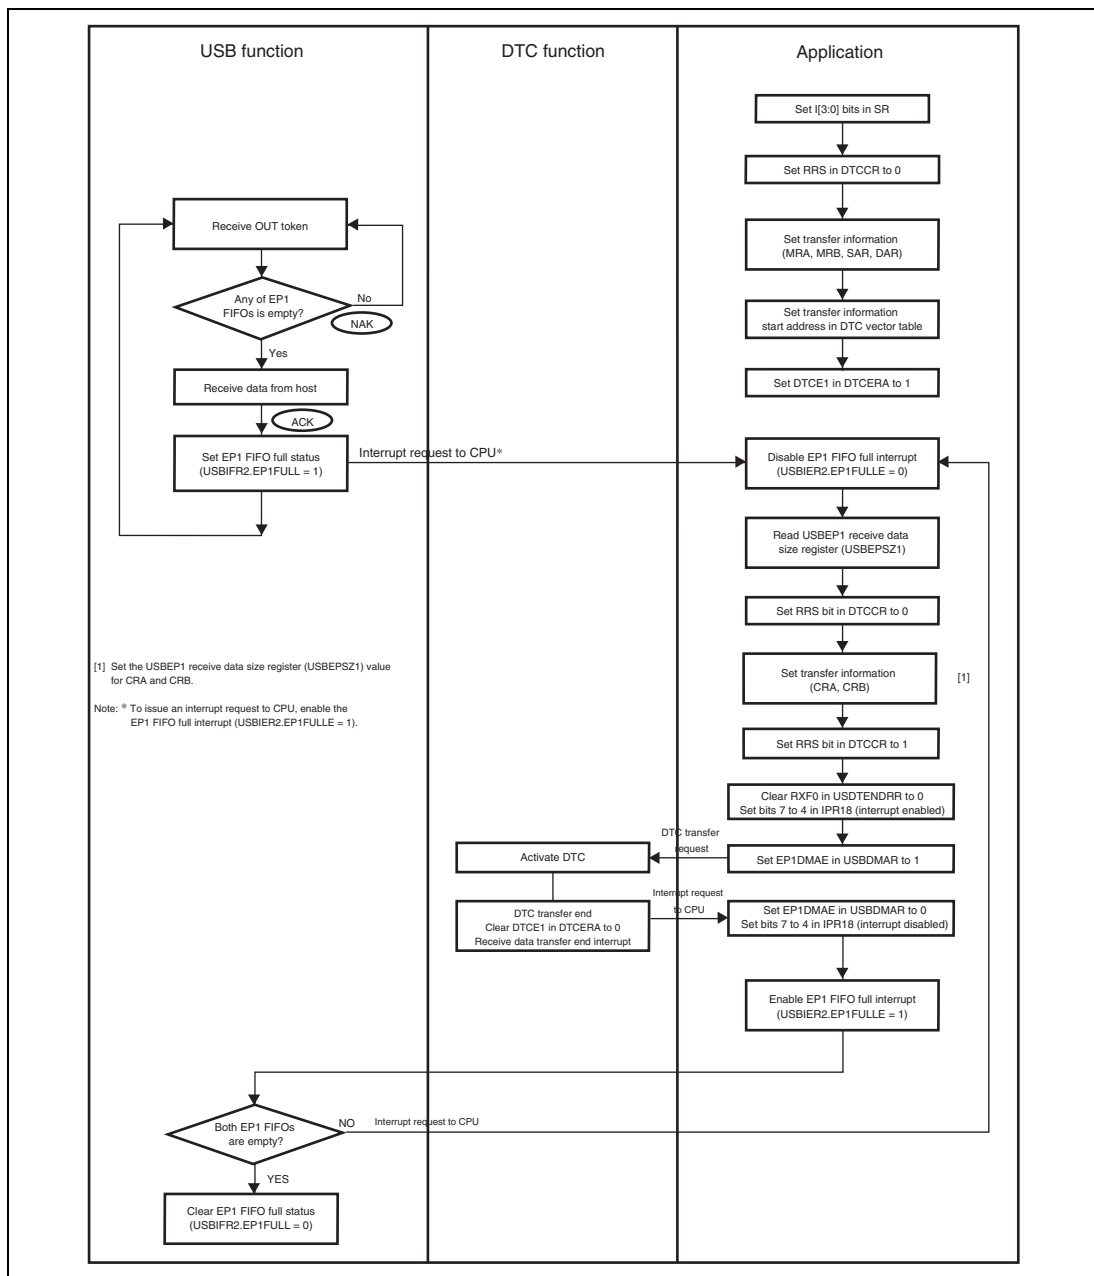 USB function
DTC function
Application
Set I[3:0] bits in SR
Set RRS in DTCCR to 0
Set transfer information
(MRA, MRB, SAR, DAR)
Set transfer information
start address in DTC vector table
Set DTCE1 in DTCERA to 1
Receive OUT token
Any of EP1
FIFOs is empty?
No
NAK
Yes
Receive data from host
ACK
Set EP1 FIFO full status
(USBIFR2.EP1FULL = 1)
Interrupt request to CPU*
Disable EP1 FIFO full interrupt
(USBIER2.EP1FULLE = 0)
Read USBEP1 receive data
size register (USBEPSZ1)
Set RRS bit in DTCCR to 0
Set transfer information
(CRA, CRB)
[1]
Set RRS bit in DTCCR to 1
Clear RXF0 in USDTENDRR to 0
Set bits 7 to 4 in IPR18 (interrupt enabled)
[1] Set the USBEP1 receive data size register (USBEPSZ1) value
for CRA and CRB.
Note: * To issue an interrupt request to CPU, enable the
EP1 FIFO full interrupt (USBIER2.EP1FULLE = 1).
DTC transfer
request
Activate DTC
Set EP1DMAE in USBDMAR to 1
DTC transfer end
Clear DTCE1 in DTCERA to 0
Receive data transfer end interrupt
Interrupt request
to CPU
Set EP1DMAE in USBDMAR to 0
Set bits 7 to 4 in IPR18 (interrupt disabled)
Enable EP1 FIFO full interrupt
(USBIER2.EP1FULLE = 1)
Both EP1 FIFOs
are empty?
NO
Interrupt request to CPU
YES
Clear EP1 FIFO full status
(USBIFR2.EP1FULL = 0)